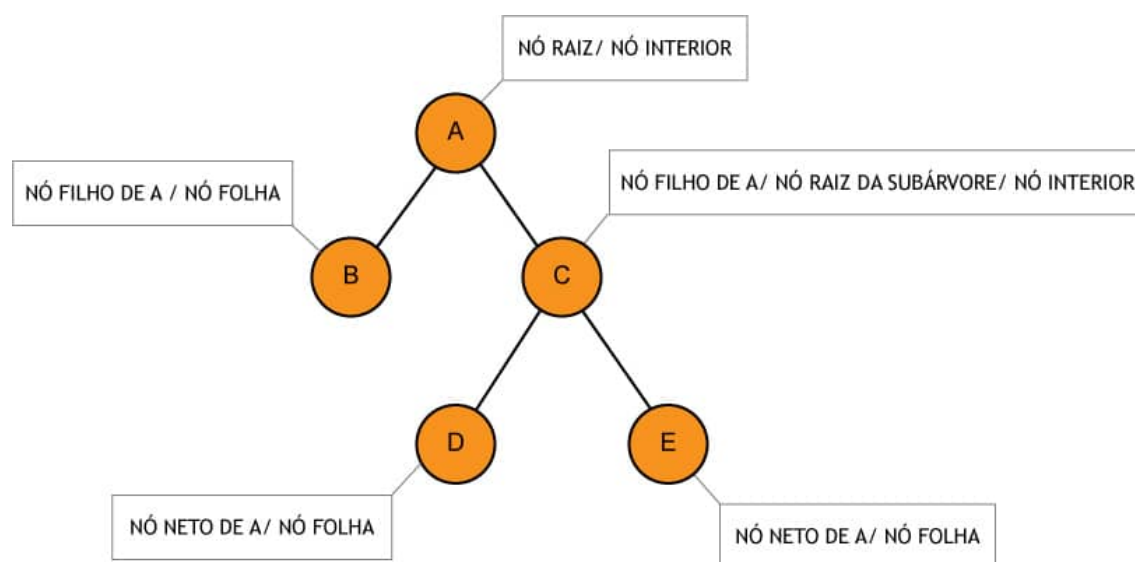 NÓ RAIZ/ NÓ INTERIOR
A
NÓ FILHO DE A / NÓ FOLHA
NÓ FILHO DE A/ NÓ RAIZ DA SUBÁRVORE/ NÓ INTERIOR
B
C
D
E
NÓ NETO DE A/ NÓ FOLHA
NÓ NETO DE A/ NÓ FOLHA